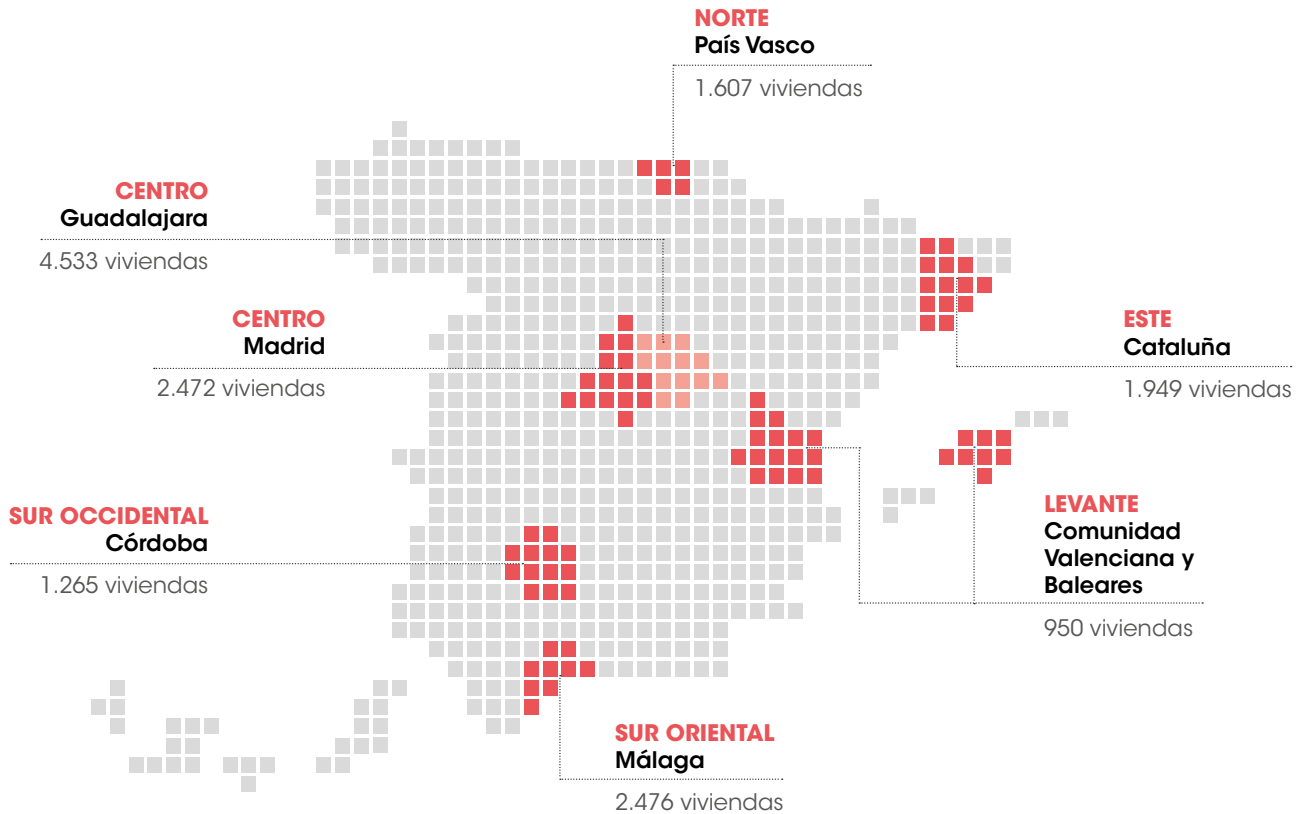 NORTE
País Vasco
1.607 viviendas
CENTRO
Guadalajara
4.533 viviendas
CENTRO
Madrid
2.472 viviendas
ESTE
Cataluña
1.949 viviendas
SUR OCCIDENTAL
Córdoba
1.265 viviendas
LEVANTE
Comunidad
Valenciana y
Baleares
950 viviendas
SUR ORIENTAL
Málaga
2.476 viviendas